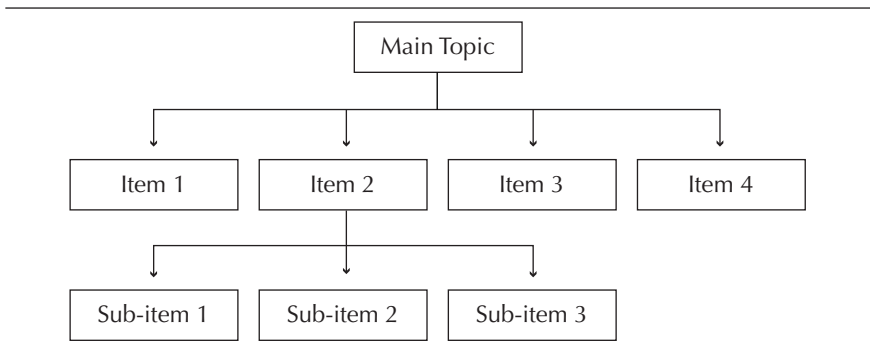 Main Topic
Item 1
Item 2
Item 3
Item 4
Sub-item 1
Sub-item 2
Sub-item 3